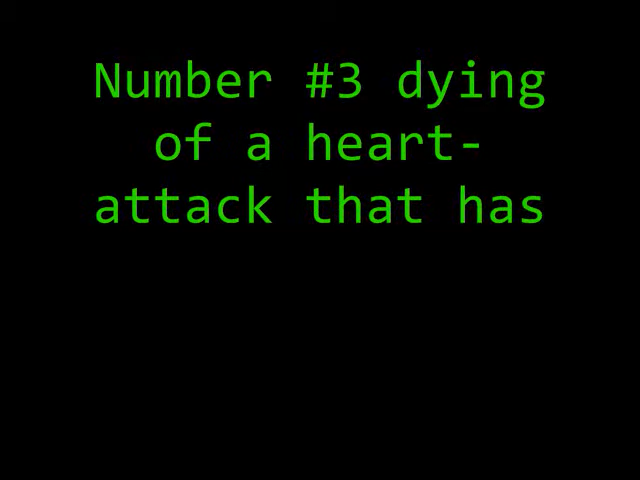 Number #3 dying
of a heart-
attack that has